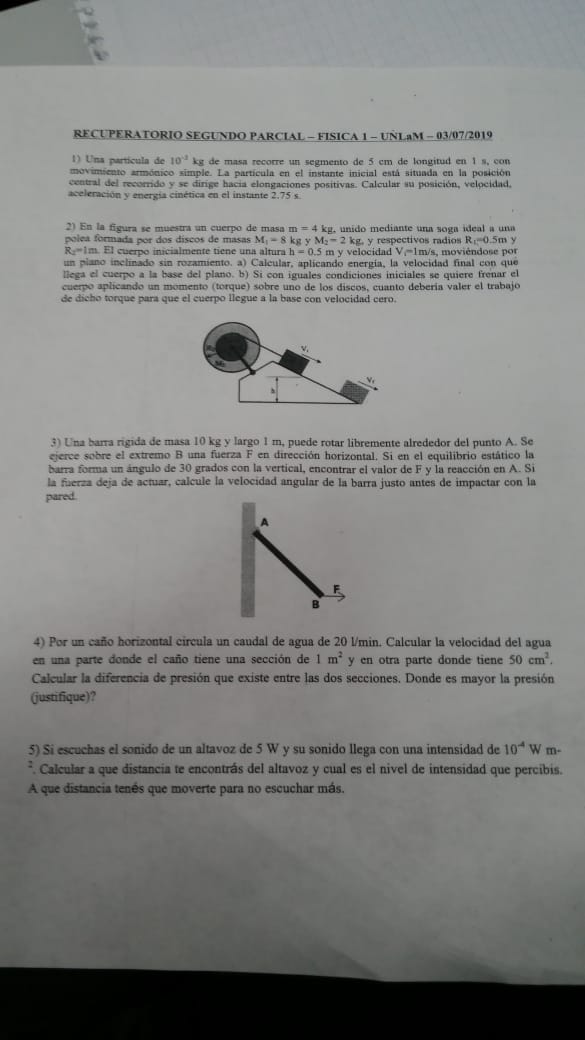 RECUPERATORIO SEGUNDO PARCIAL – FISICA 1 – UNLaM – 03/07/2019
1) Una partícula de 10⁻³ kg de masa recorre un segmento de 5 cm de longitud en 1 s, con
movimiento armónico simple. La partícula en el instante inicial está situada en la posición
central del recorrido y se dirige hacia elongaciones positivas. Calcular su posición, velocidad,
aceleración y energía cinética en el instante 2.75 s.
2) En la figura se muestra un cuerpo de masa m = 4 kg, unido mediante una soga ideal a una
polea formada por dos discos de masas M₁ = 8 kg y M₂ = 2 kg, y respectivos radios R₁=0.5m y
R₂=1m. El cuerpo inicialmente tiene una altura h = 0.5 m y velocidad Vᵢ=1m/s, moviéndose por
un plano inclinado sin rozamiento. a) Calcular, aplicando energía, la velocidad final con que
llega el cuerpo a la base del plano. b) Si con iguales condiciones iniciales se quiere frenar el
cuerpo aplicando un momento (torque) sobre uno de los discos, cuanto debería valer el trabajo
de dicho torque para que el cuerpo llegue a la base con velocidad cero.
Vᵢ
V_f
h
3) Una barra rígida de masa 10 kg y largo 1 m, puede rotar libremente alrededor del punto A. Se
ejerce sobre el extremo B una fuerza F en dirección horizontal. Si en el equilibrio estático la
barra forma un ángulo de 30 grados con la vertical, encontrar el valor de F y la reacción en A. Si
la fuerza deja de actuar, calcule la velocidad angular de la barra justo antes de impactar con la
pared.
A
F
B
4) Por un caño horizontal circula un caudal de agua de 20 l/min. Calcular la velocidad del agua
en una parte donde el caño tiene una sección de 1 m² y en otra parte donde tiene 50 cm².
Calcular la diferencia de presión que existe entre las dos secciones. Donde es mayor la presión
(justifique)?
5) Si escuchas el sonido de un altavoz de 5 W y su sonido llega con una intensidad de 10⁻⁴ W m-
². Calcular a que distancia te encontrás del altavoz y cual es el nivel de intensidad que percibis.
A que distancia tenés que moverte para no escuchar más.